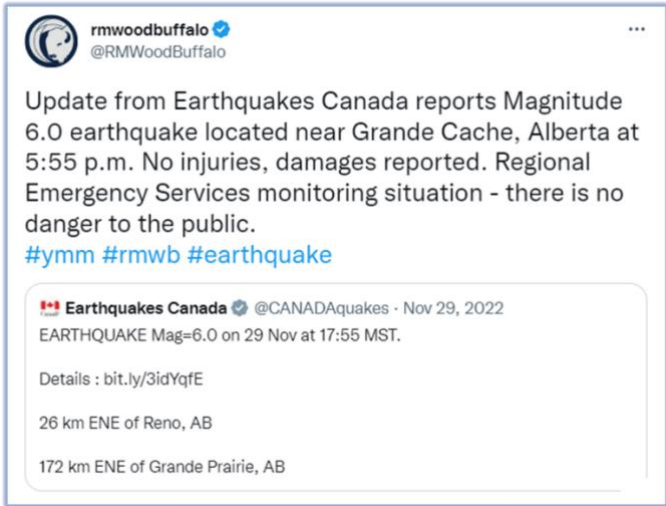 rmwoodbuffalo
@RMWoodBuffalo
Update from Earthquakes Canada reports Magnitude
6.0 earthquake located near Grande Cache, Alberta at
5:55 p.m. No injuries, damages reported. Regional
Emergency Services monitoring situation - there is no
danger to the public.
#ymm #rmwb #earthquake
Earthquakes Canada @CANADAquakes · Nov 29, 2022
EARTHQUAKE Mag=6.0 on 29 Nov at 17:55 MST.
Details : bit.ly/3idYqfE
26 km ENE of Reno, AB
172 km ENE of Grande Prairie, AB